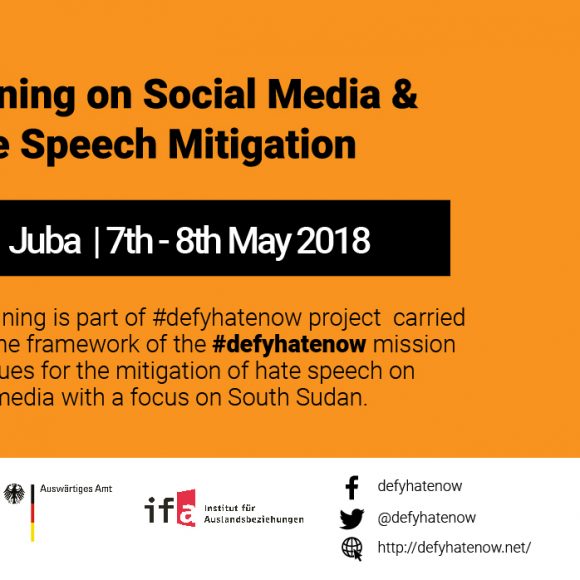 ning on Social Media &
e Speech Mitigation
Juba | 7th - 8th May 2018
ning is part of #defyhatenow project carried
he framework of the #defyhatenow mission
ues for the mitigation of hate speech on
media with a focus on South Sudan.
Auswärtiges Amt
ifa Institut für
Auslandsbeziehungen
defyhatenow
@defyhatenow
http://defyhatenow.net/